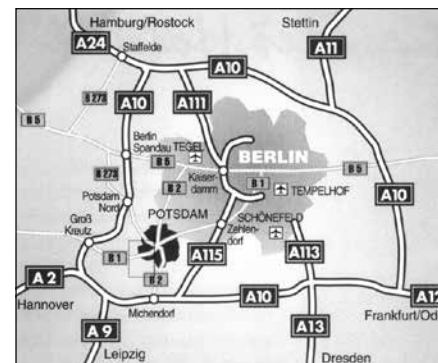 Hamburg/Rostock
Stettin
A24
Staffelde
A11
A10
B 273
A10
A111
B 5
Berlin
Spandau
TEGEL
BERLIN
B 5
B 5
Kaiser-
damm
B 273
B 2
B 1
TEMPELHOF
A10
Potsdam
Nord
POTSDAM
SCHÖNEFELD
Groß
Kreutz
Zehlen-
dorf
B 1
A115
A113
A 2
B 2
A10
A12
Hannover
Michendorf
Frankfurt/Od
A 9
A13
Leipzig
Dresden